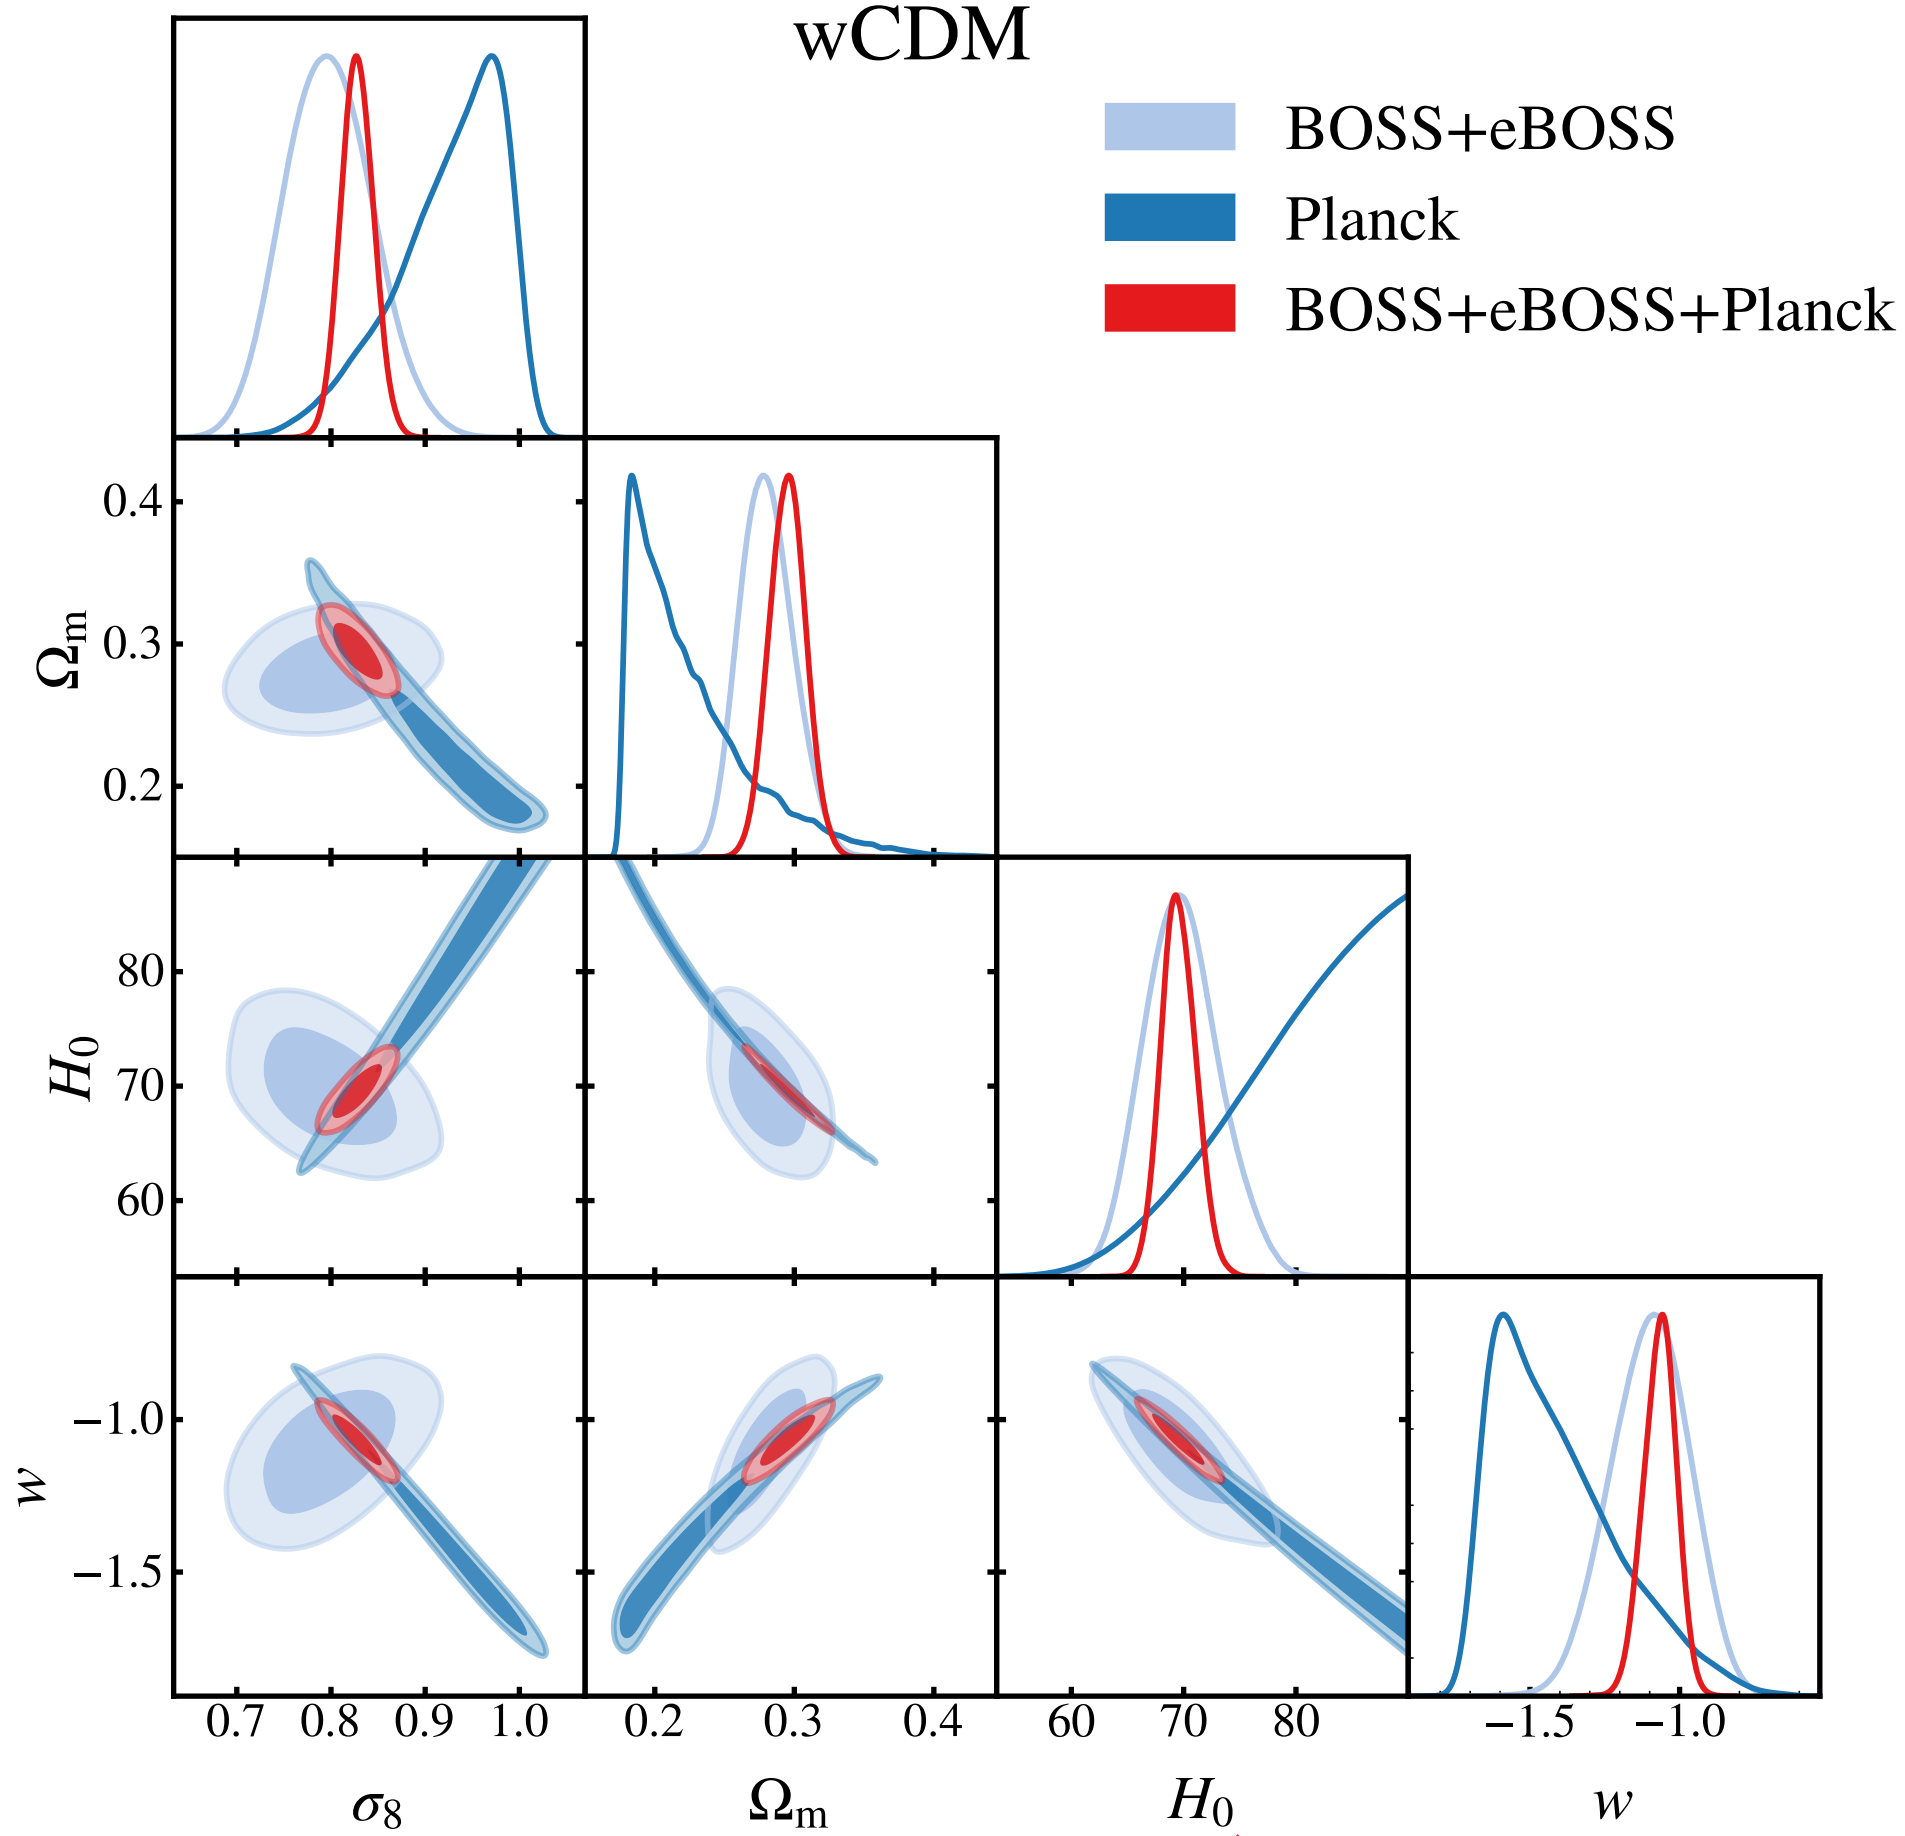 wCDM
BOSS+eBOSS
Planck
BOSS+eBOSS+Planck
0.4
0.3
0.2
Ωm
80
70
60
H0
−1.0
−1.5
w
0.7 0.8 0.9 1.0 0.2 0.3 0.4 60 70 80 −1.5 −1.0
σ8 Ωm H0 w